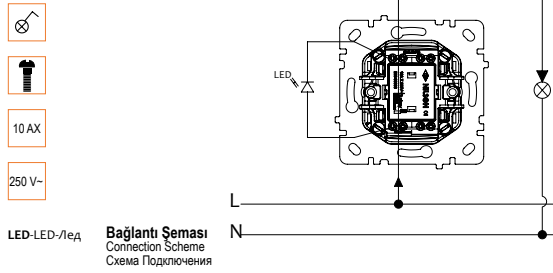 LED
10 AX
250 V~
L
N
LED-LED-Лед
Bağlantı Şeması
Connection Scheme
Схема Подключения